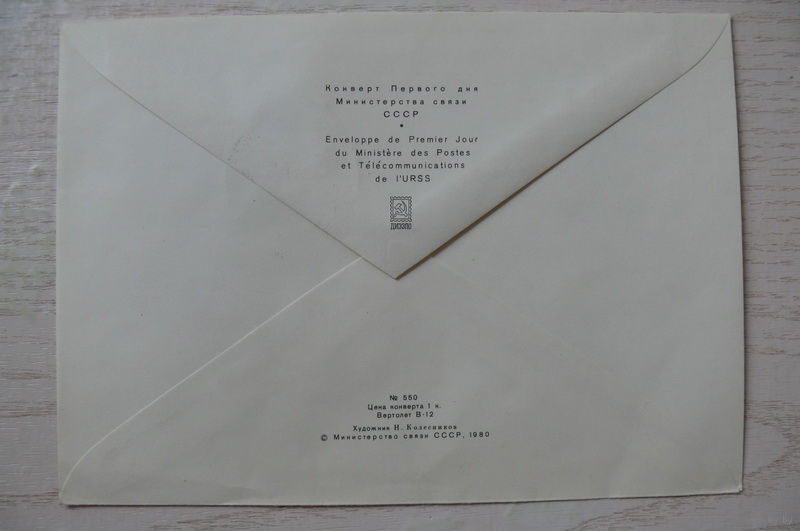 Конверт Первого дня
Министерства связи
СССР
*
Enveloppe de Premier Jour
du Ministère des Postes
et Télécommunications
de l'URSS
ДИЭЗПО
№ 550
Цена конверта 1 к.
Вертолет В-12
Художник Н. Колесников
© Министерство связи СССР, 1980